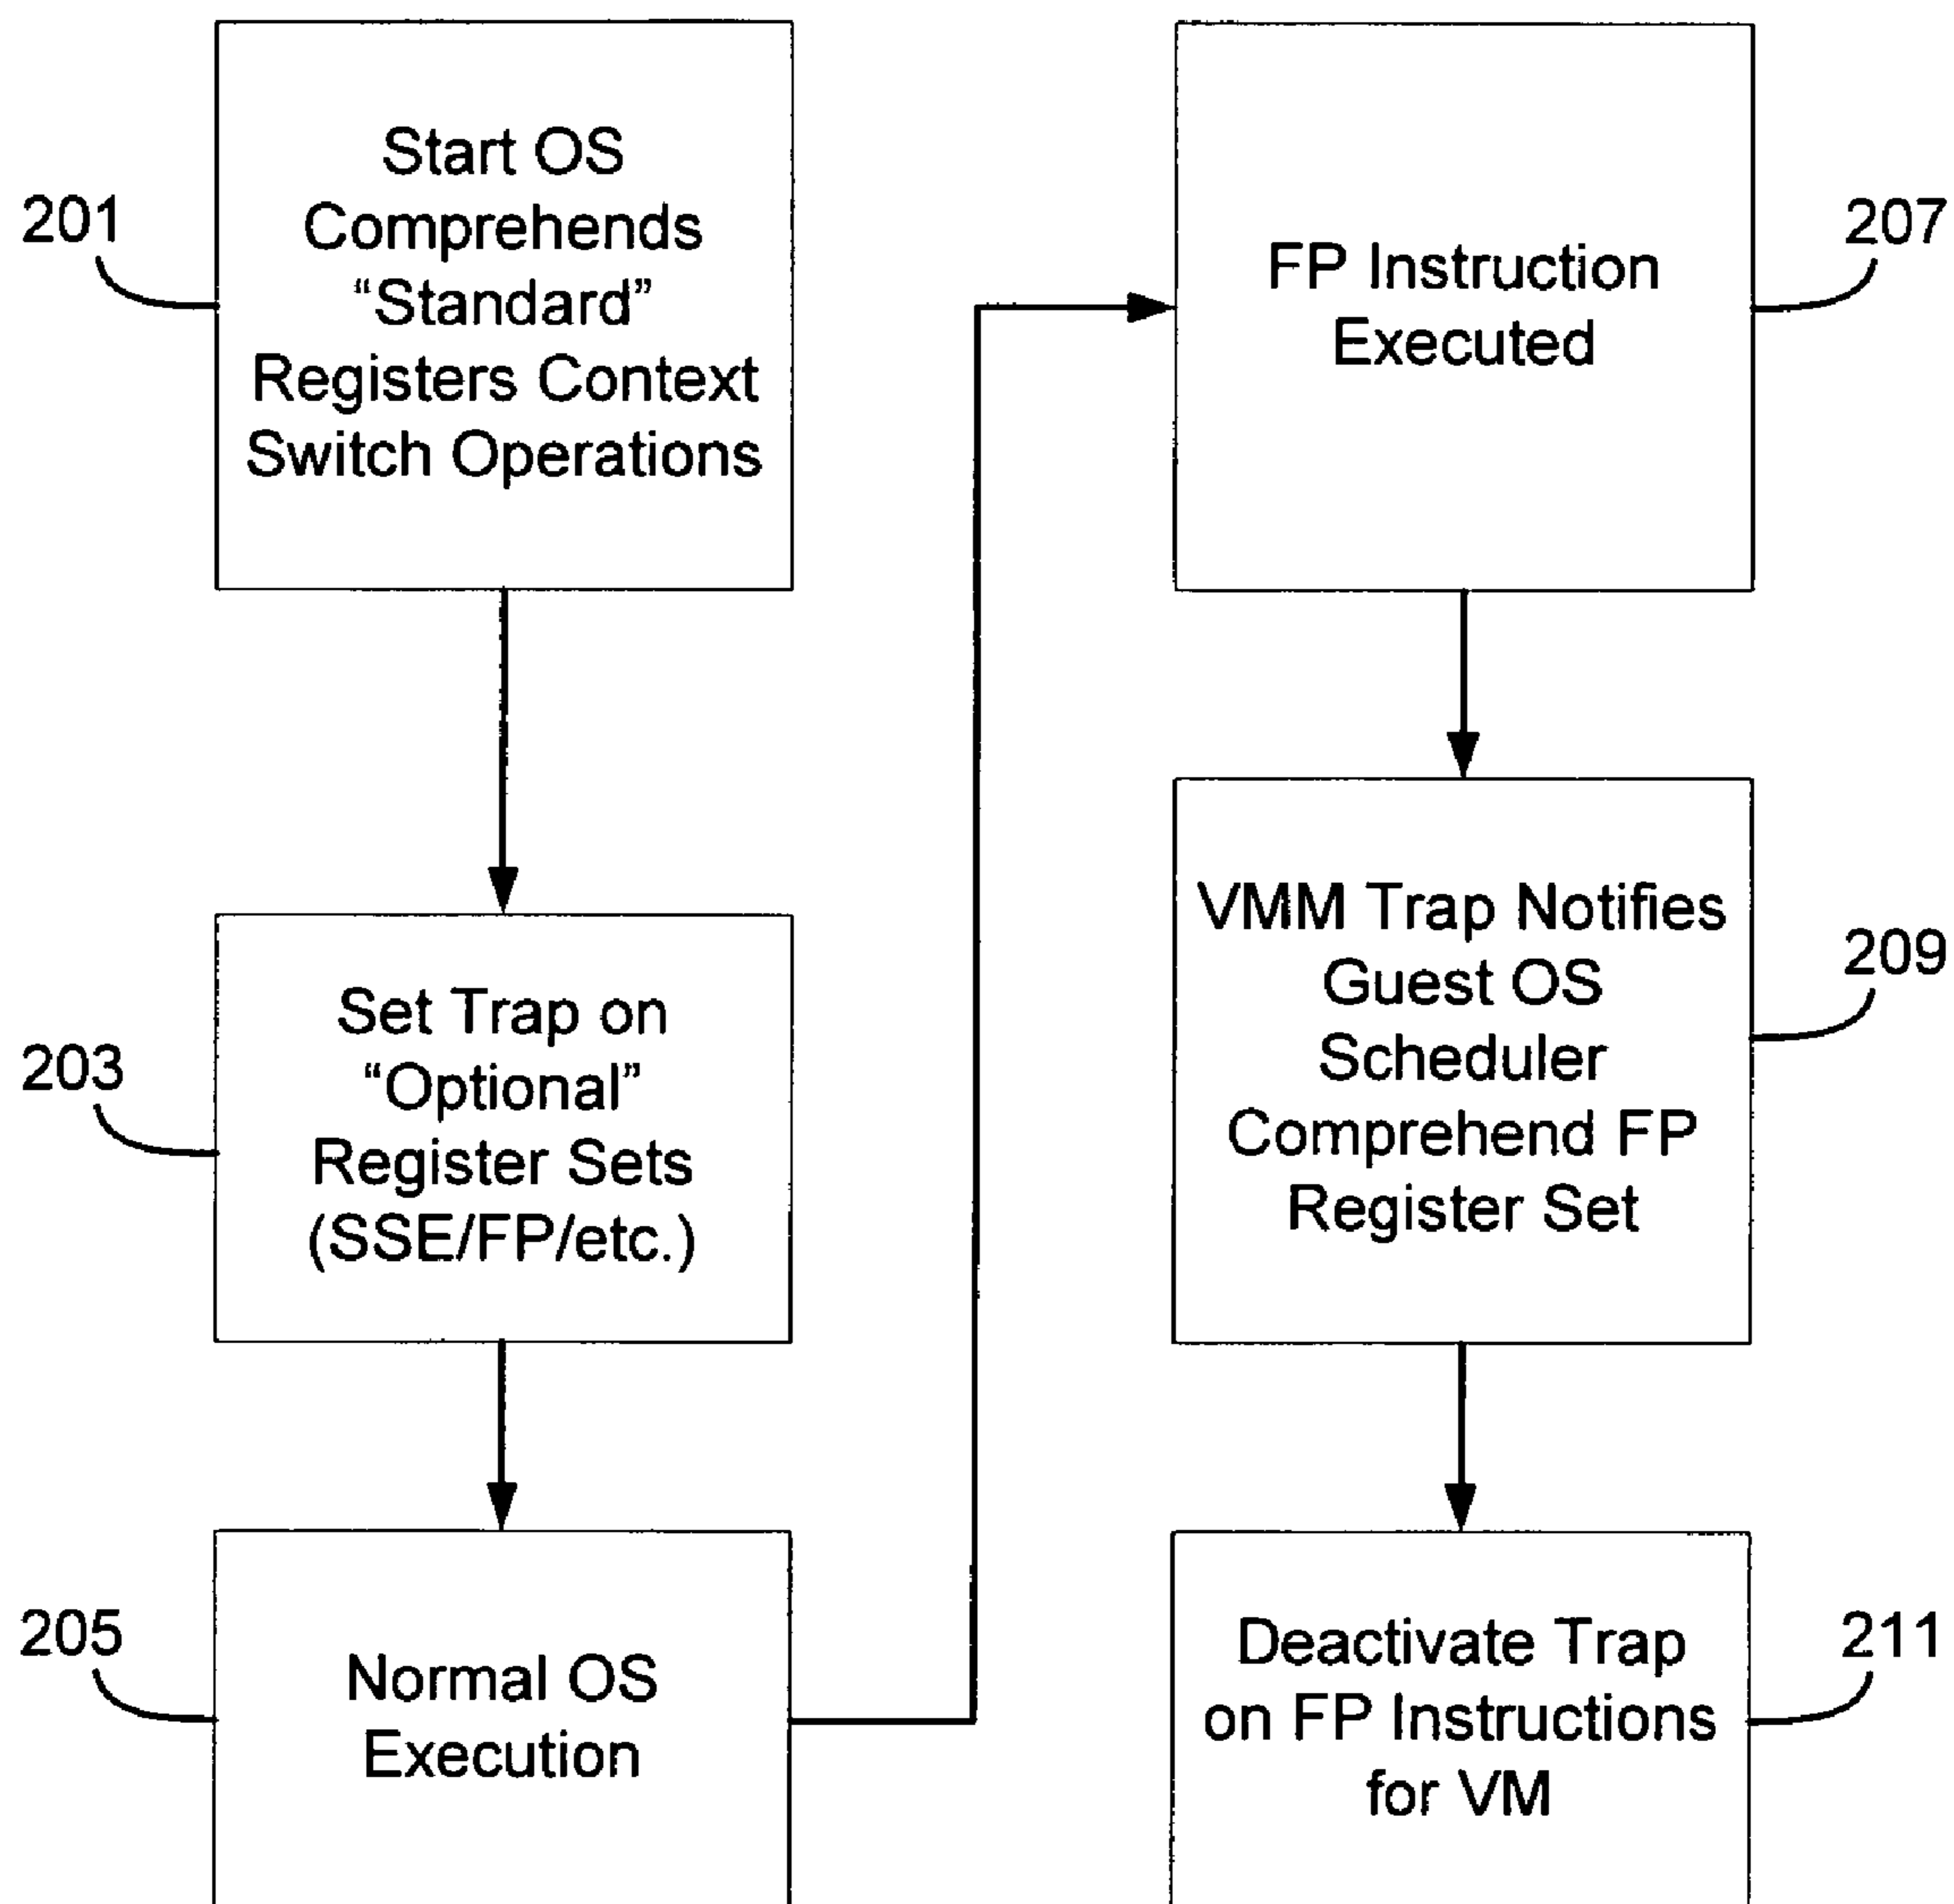 201
Start OS
Comprehends
“Standard”
Registers Context
Switch Operations
203
Set Trap on
“Optional”
Register Sets
(SSE/FP/etc.)
205
Normal OS
Execution
207
FP Instruction
Executed
209
VMM Trap Notifies
Guest OS
Scheduler
Comprehend FP
Register Set
211
Deactivate Trap
on FP Instructions
for VM